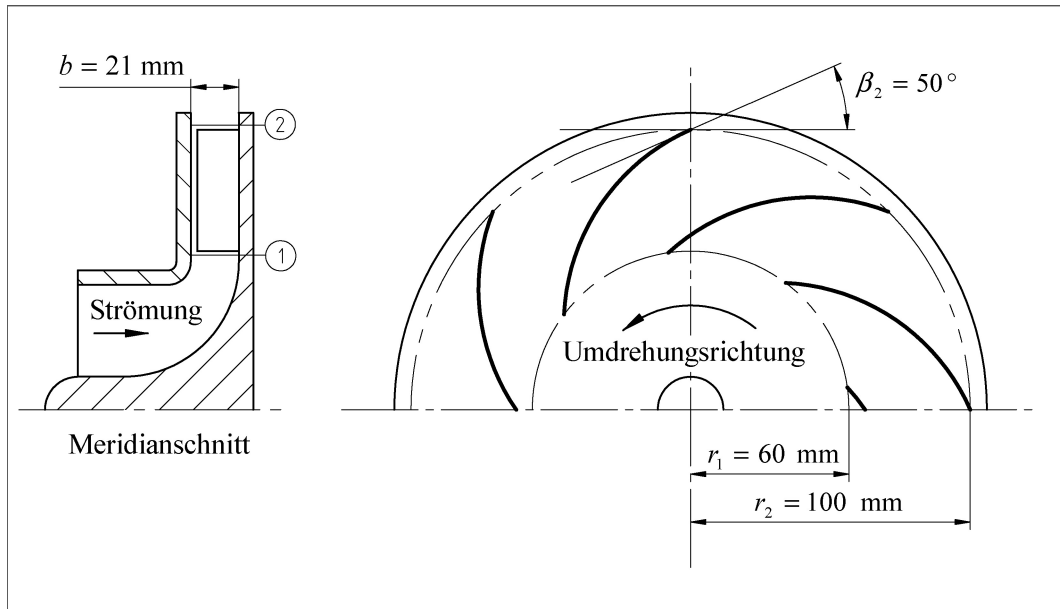 b = 21 mm
2
1
Strömung
Meridianschnitt
β₂ = 50°
Umdrehungsrichtung
r₁ = 60 mm
r₂ = 100 mm